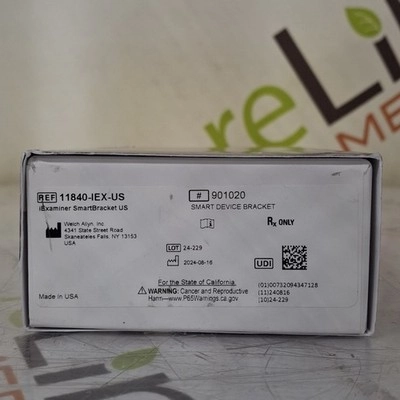 reLi
ME
REF 11840-IEX-US
iExaminer SmartBracket US
Welch Allyn, Inc.
4341 State Street Road
Skaneateles Falls, NY 13153
USA
# 901020
SMART DEVICE BRACKET
Rx ONLY
LOT 24-229
2024-08-16
UDI
For the State of California.
WARNING: Cancer and Reproductive
Harm—www.P65Warnings.ca.gov
Made in USA
(01)00732094347128
(11)240816
(10)24-229